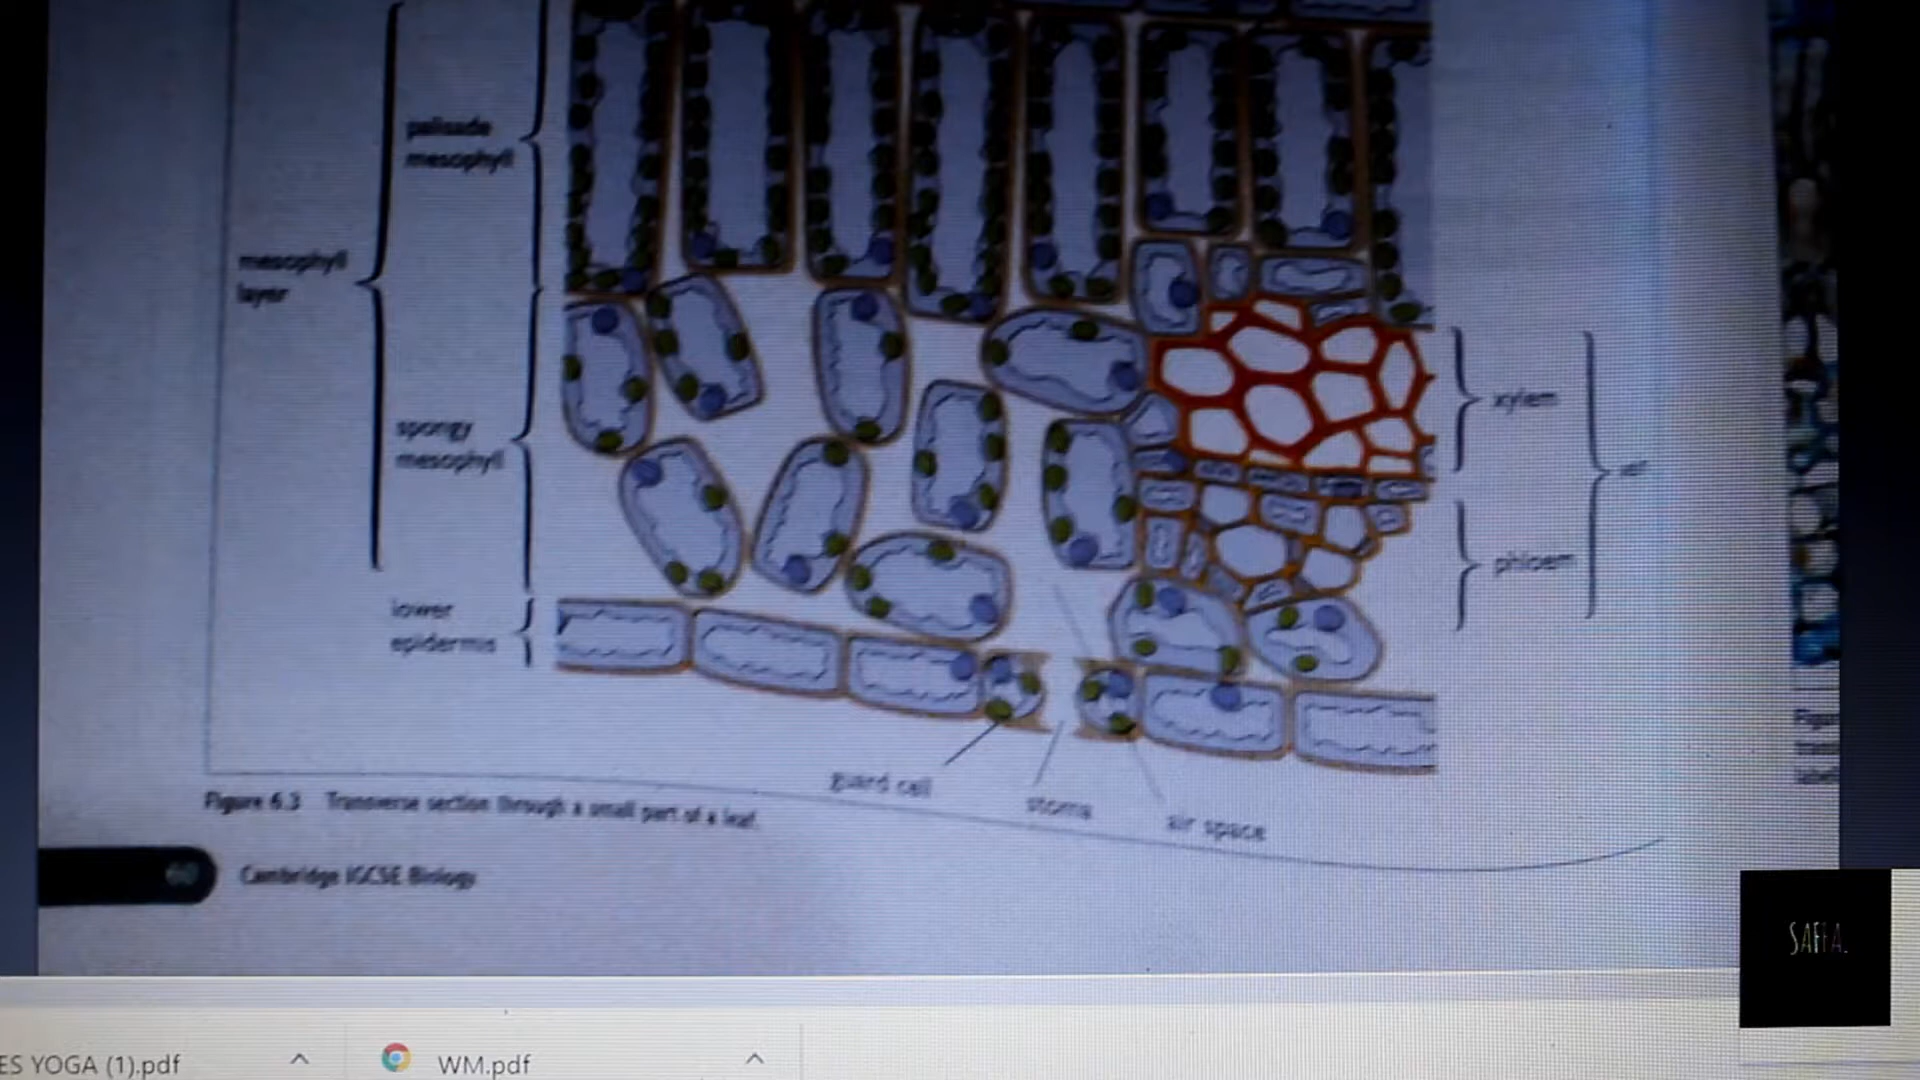 palisade
mesophyll
mesophyll
layer
spongy
mesophyll
xylem
phloem
lower
epidermis
guard cell
stoma
air space
Figure 6.3 Transverse section through a small part of a leaf.
60 Cambridge IGCSE Biology
SAFFA.
ES YOGA (1).pdf
WM.pdf